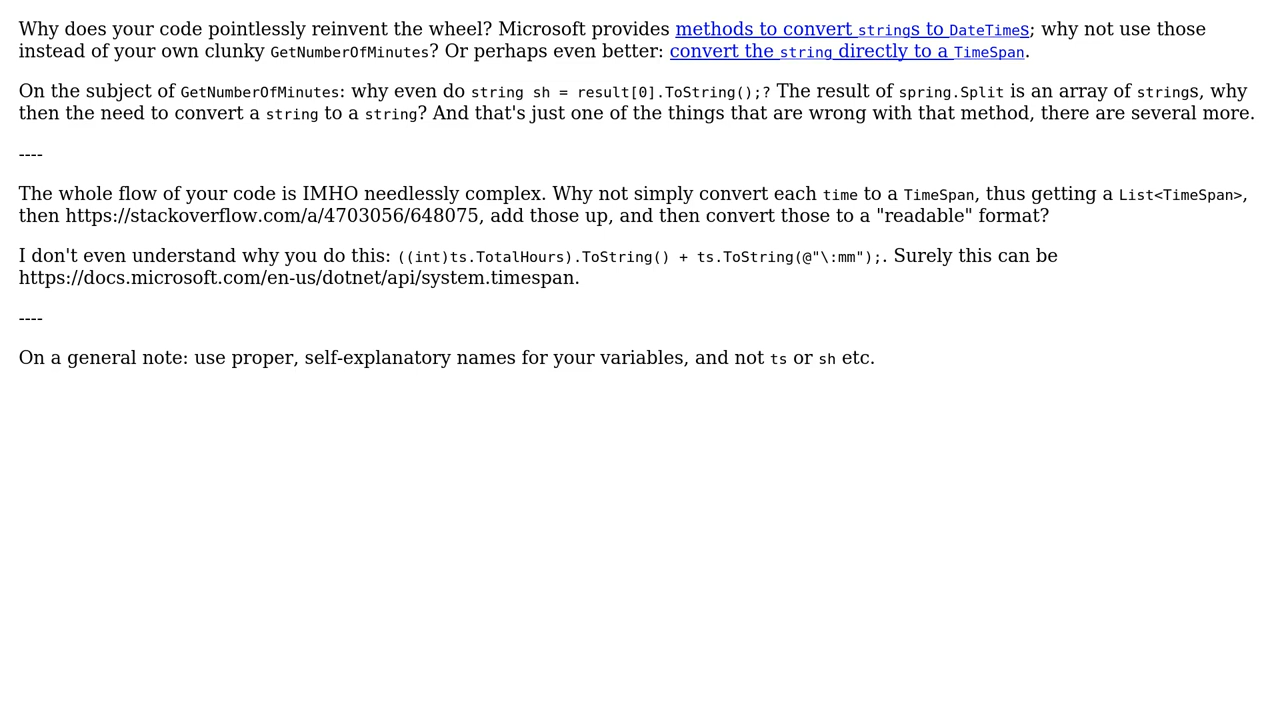 Why does your code pointlessly reinvent the wheel? Microsoft provides methods to convert strings to DateTimes; why not use those
instead of your own clunky GetNumberOfMinutes? Or perhaps even better: convert the string directly to a TimeSpan.
On the subject of GetNumberOfMinutes: why even do string sh = result[0].ToString();? The result of spring.Split is an array of strings, why
then the need to convert a string to a string? And that's just one of the things that are wrong with that method, there are several more.
----
The whole flow of your code is IMHO needlessly complex. Why not simply convert each time to a TimeSpan, thus getting a List<TimeSpan>,
then https://stackoverflow.com/a/4703056/648075, add those up, and then convert those to a "readable" format?
I don't even understand why you do this: ((int)ts.TotalHours).ToString() + ts.ToString(@"\:mm");. Surely this can be
https://docs.microsoft.com/en-us/dotnet/api/system.timespan.
----
On a general note: use proper, self-explanatory names for your variables, and not ts or sh etc.